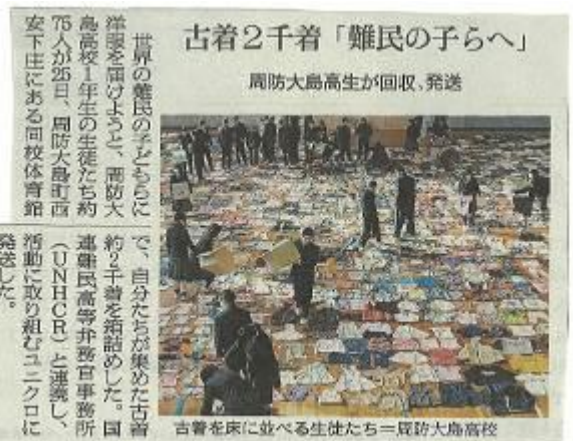 古着2千着「難民の子らへ」
周防大島高生が回収、発送
世界の難民の子どもらに
洋服を届けようと、周防大
島高校1年生の生徒たち約
75人が25日、周防大島町西
安下庄にある同校体育館
で、自分たちが集めた古着
約2千着を箱詰めした。国
連難民高等弁務官事務所
(UNHCR)と連携し、
活動に取り組むユニクロに
発送した。
古着を床に並べる生徒たち=周防大島高校